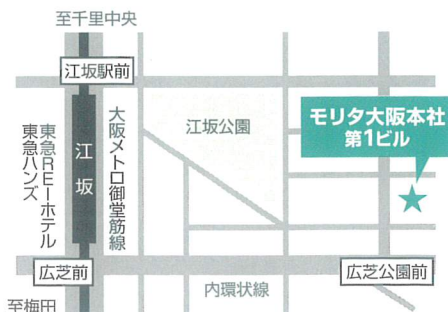 至千里中央
江坂駅前
江坂公園
モリタ大阪本社
第1ビル
大阪メトロ御堂筋線
江坂
東急REIホテル
東急ハンズ
広芝前
広芝公園前
内環状線
至梅田